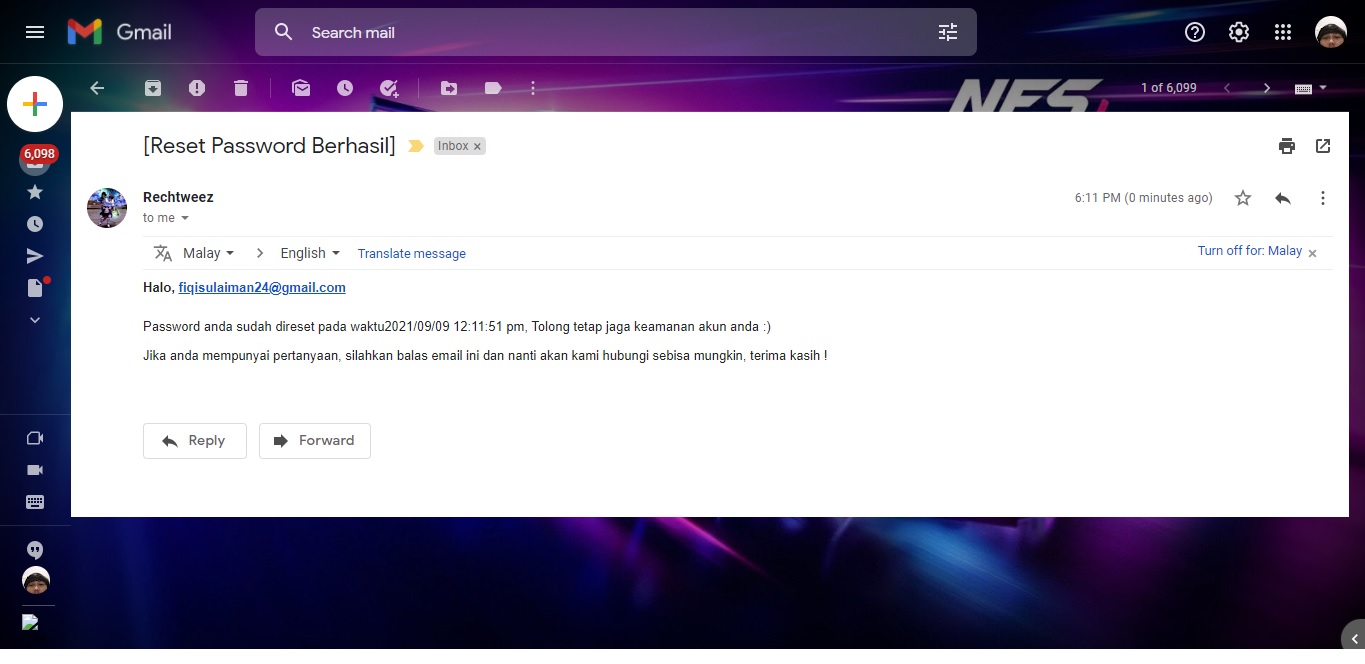 Gmail
Search mail
NFS
1 of 6,099
6,098
[Reset Password Berhasil]
Inbox x
Rechtweez
6:11 PM (0 minutes ago)
to me
Malay > English Translate message
Turn off for: Malay x
Halo, fiqisulaiman24@gmail.com
Password anda sudah direset pada waktu2021/09/09 12:11:51 pm, Tolong tetap jaga keamanan akun anda :)
Jika anda mempunyai pertanyaan, silahkan balas email ini dan nanti akan kami hubungi sebisa mungkin, terima kasih !
Reply
Forward